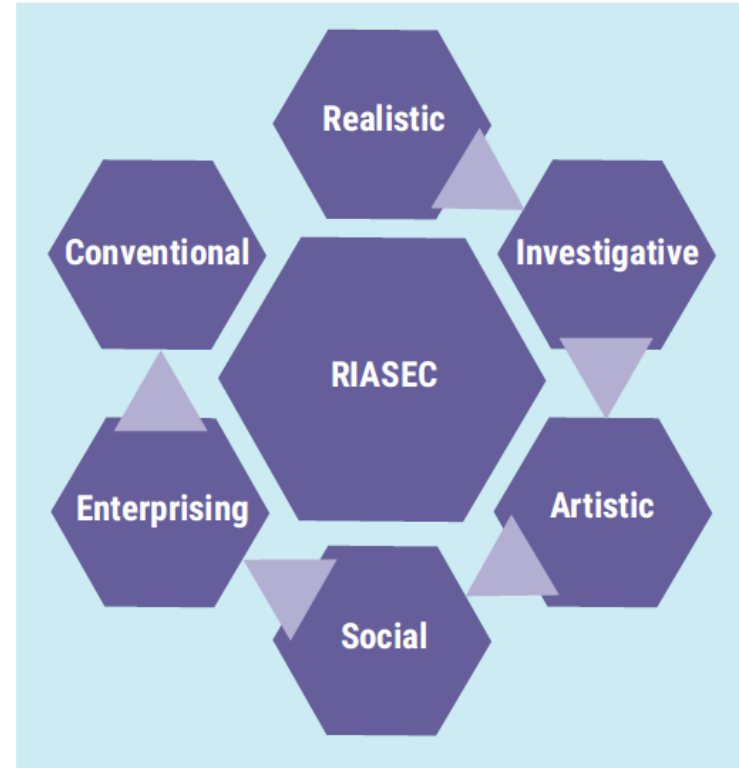 Realistic
Investigative
Artistic
Social
Enterprising
Conventional
RIASEC